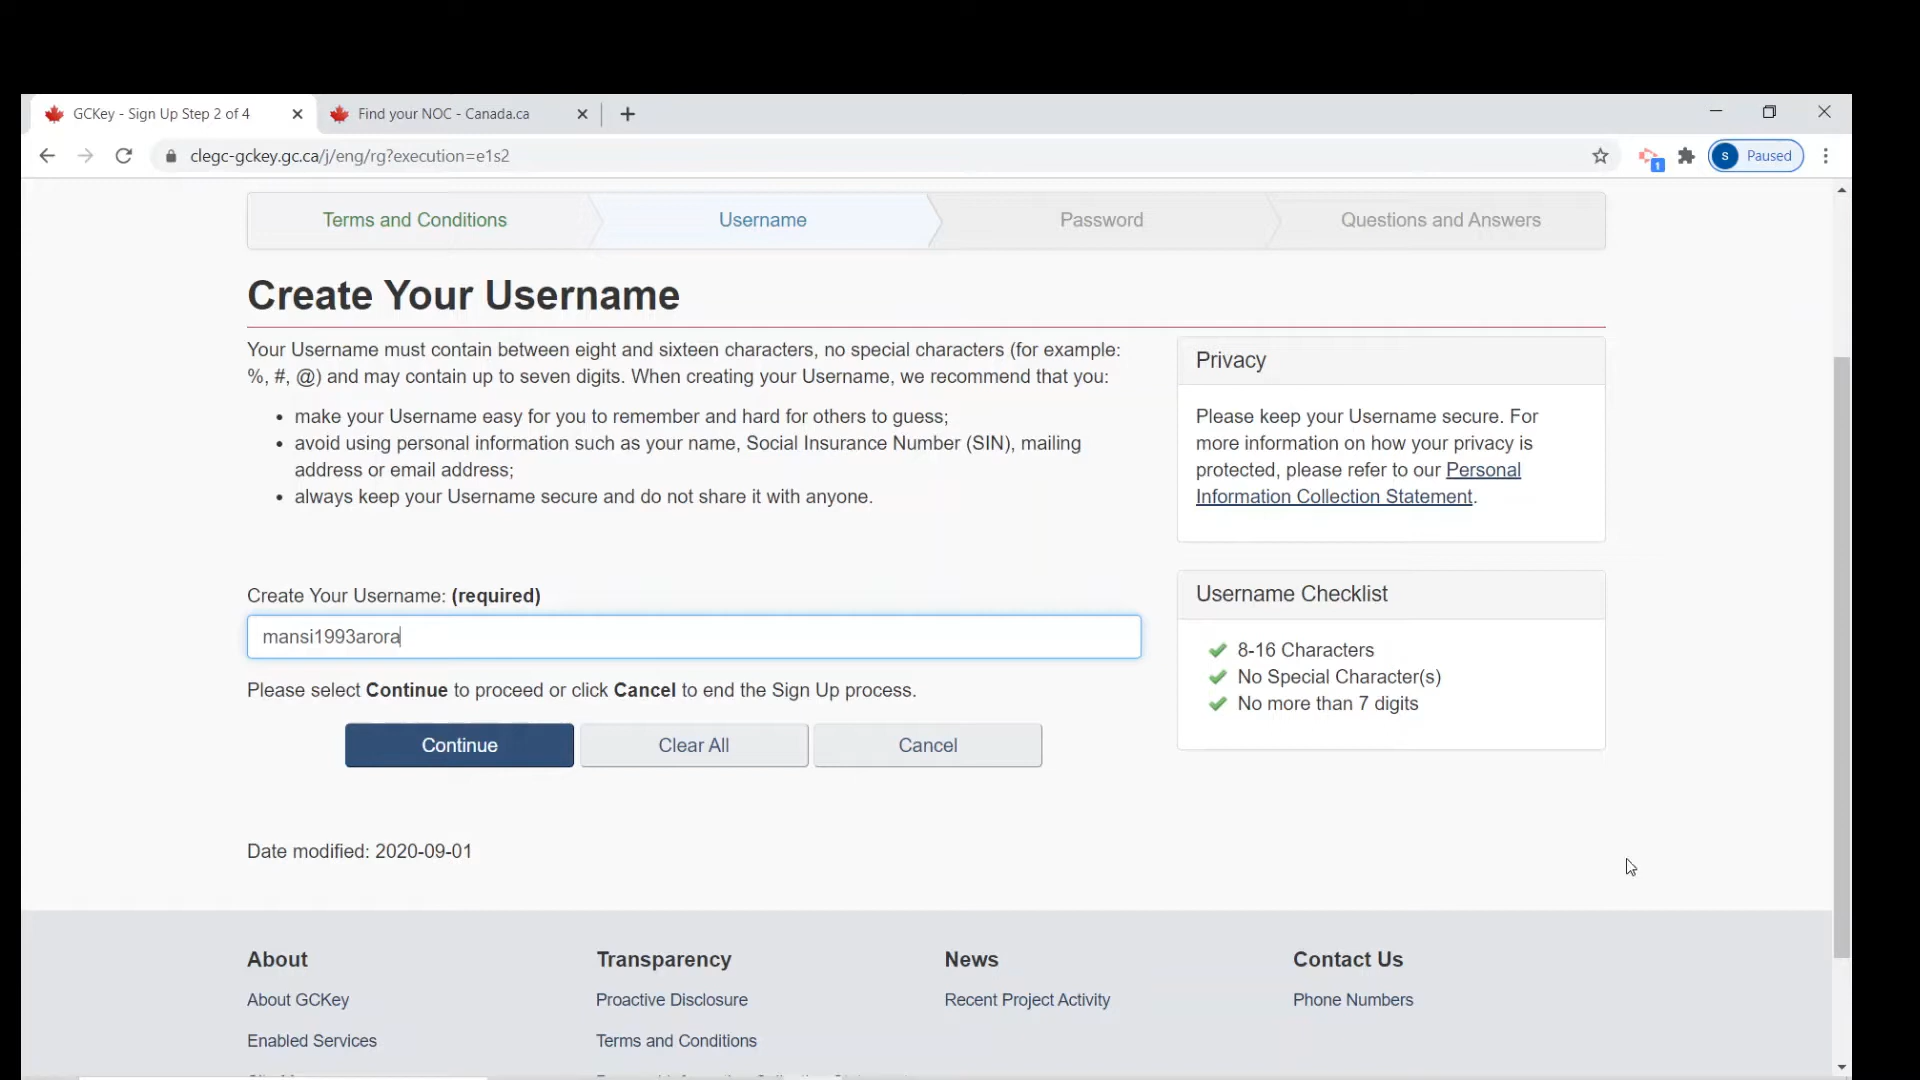 GCKey - Sign Up Step 2 of 4
Find your NOC - Canada.ca
clegc-gckey.gc.ca/j/eng/rg?execution=e1s2
1
S
Paused
Terms and Conditions
Username
Password
Questions and Answers
Create Your Username
Your Username must contain between eight and sixteen characters, no special characters (for example:
%, #, @) and may contain up to seven digits. When creating your Username, we recommend that you:
• make your Username easy for you to remember and hard for others to guess;
• avoid using personal information such as your name, Social Insurance Number (SIN), mailing
address or email address;
• always keep your Username secure and do not share it with anyone.
Privacy
Please keep your Username secure. For
more information on how your privacy is
protected, please refer to our Personal
Information Collection Statement.
Create Your Username: (required)
mansi1993arora
Please select Continue to proceed or click Cancel to end the Sign Up process.
Continue
Clear All
Cancel
Username Checklist
8-16 Characters
No Special Character(s)
No more than 7 digits
Date modified: 2020-09-01
About
Transparency
News
Contact Us
About GCKey
Proactive Disclosure
Recent Project Activity
Phone Numbers
Enabled Services
Terms and Conditions